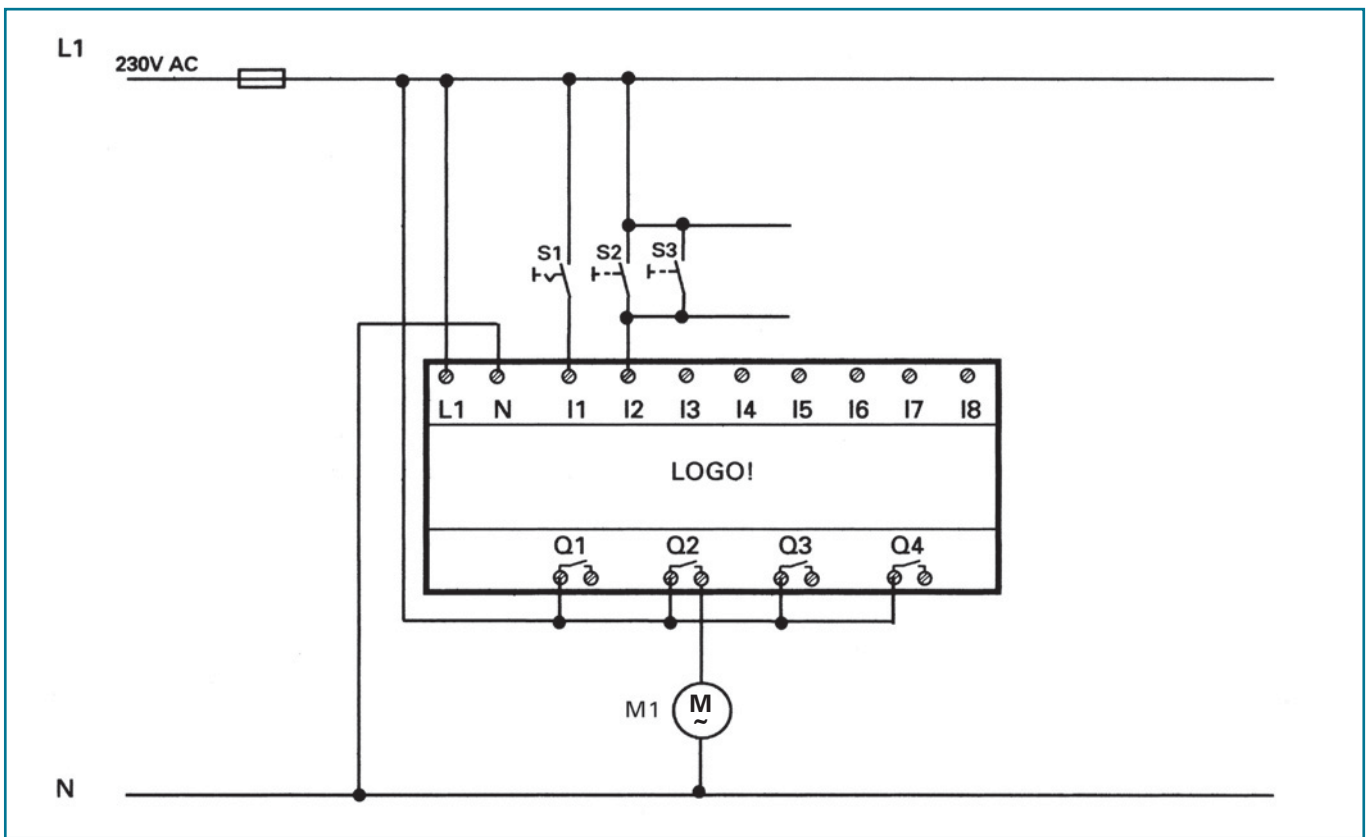 L1
230V AC
S1 S2 S3
L1 N I1 I2 I3 I4 I5 I6 I7 I8
LOGO!
Q1 Q2 Q3 Q4
M1 M
~
N